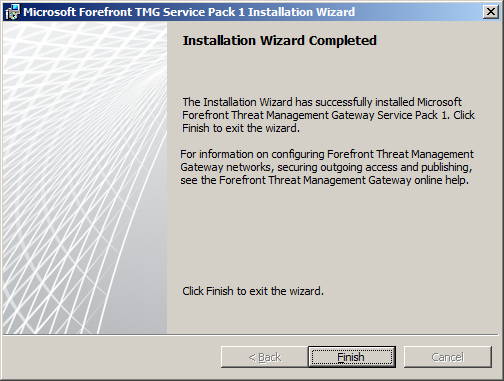 Microsoft Forefront TMG Service Pack 1 Installation Wizard
Installation Wizard Completed
The Installation Wizard has successfully installed Microsoft
Forefront Threat Management Gateway Service Pack 1. Click
Finish to exit the wizard.
For information on configuring Forefront Threat Management
Gateway networks, securing outgoing access and publishing,
see the Forefront Threat Management Gateway online help.
Click Finish to exit the wizard.
< Back
Finish
Cancel